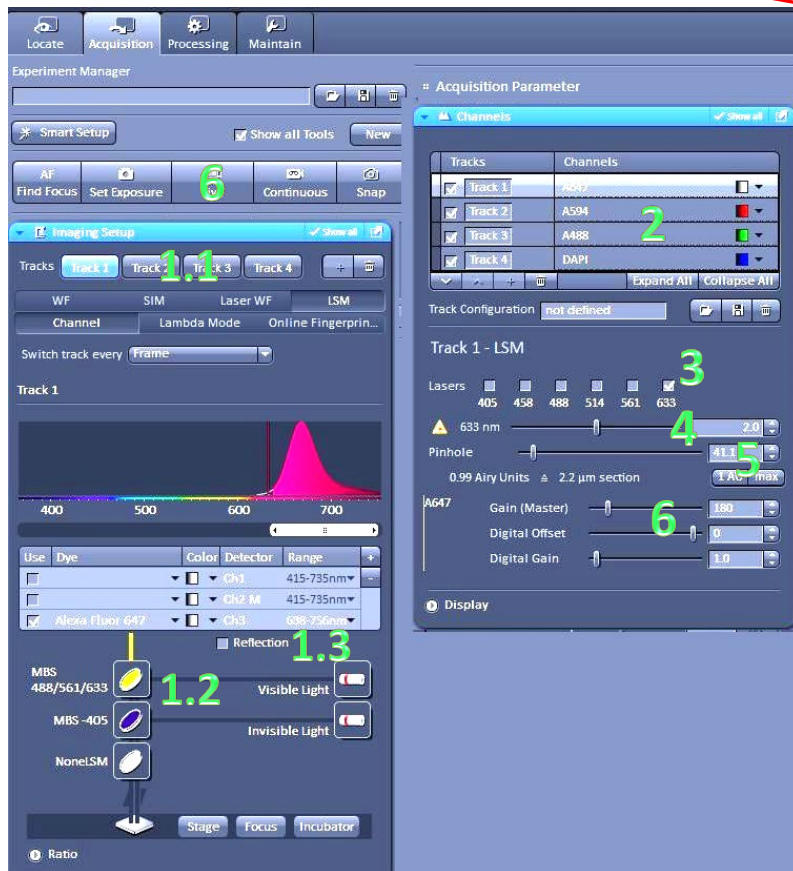 Locate Acquisition Processing Maintain
Experiment Manager
Smart Setup Show all Tools New
AF
Find Focus Set Exposure 6 Continuous Snap
Imaging Setup Show all
1.1
Tracks Track 1 Track 2 Track 3 Track 4 +
WF SIM Laser WF LSM
Channel Lambda Mode Online Fingerprin...
Switch track every Frame
Track 1
400 500 600 700
Use Dye Color Detector Range +
Ch1 415-735nm -
Ch2 M 415-735nm
Alexa Fluor 647 Ch3 638-756nm
Reflection 1.3
MBS
488/561/633 1.2 Visible Light
MBS -405 Invisible Light
NoneLSM
Stage Focus Incubator
Ratio
Acquisition Parameter
Channels Show all
Tracks Channels
Track 1 A647
Track 2 A594 2
Track 3 A488
Track 4 DAPI
+ Expand All Collapse All
Track Configuration not defined
Track 1 - LSM
Lasers 3
405 458 488 514 561 633
633 nm 4 2.0
Pinhole 41.1 5
0.99 Airy Units ≙ 2.2 µm section 1 AU max
A647 Gain (Master) 6 180
Digital Offset 0
Digital Gain 1.0
Display